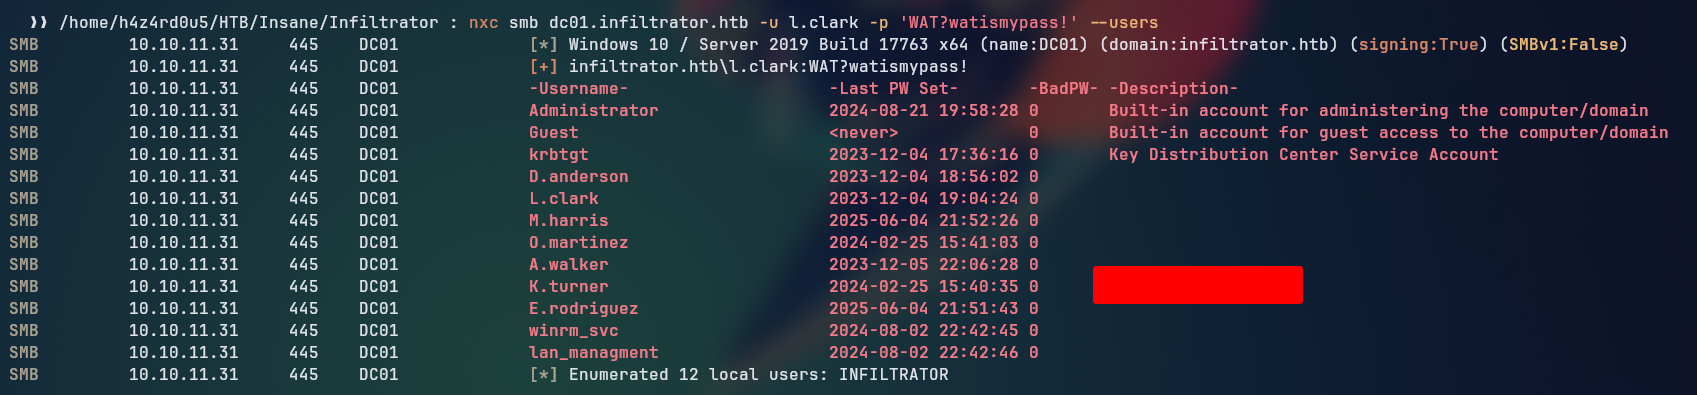 ❯❯ /home/h4z4rd0u5/HTB/Insane/Infiltrator : nxc smb dc01.infiltrator.htb -u l.clark -p 'WAT?watismypass!' --users
SMB 10.10.11.31 445 DC01 [*] Windows 10 / Server 2019 Build 17763 x64 (name:DC01) (domain:infiltrator.htb) (signing:True) (SMBv1:False)
SMB 10.10.11.31 445 DC01 [+] infiltrator.htb\l.clark:WAT?watismypass!
SMB 10.10.11.31 445 DC01 -Username- -Last PW Set- -BadPW- -Description-
SMB 10.10.11.31 445 DC01 Administrator 2024-08-21 19:58:28 0 Built-in account for administering the computer/domain
SMB 10.10.11.31 445 DC01 Guest <never> 0 Built-in account for guest access to the computer/domain
SMB 10.10.11.31 445 DC01 krbtgt 2023-12-04 17:36:16 0 Key Distribution Center Service Account
SMB 10.10.11.31 445 DC01 D.anderson 2023-12-04 18:56:02 0
SMB 10.10.11.31 445 DC01 L.clark 2023-12-04 19:04:24 0
SMB 10.10.11.31 445 DC01 M.harris 2025-06-04 21:52:26 0
SMB 10.10.11.31 445 DC01 O.martinez 2024-02-25 15:41:03 0
SMB 10.10.11.31 445 DC01 A.walker 2023-12-05 22:06:28 0
SMB 10.10.11.31 445 DC01 K.turner 2024-02-25 15:40:35 0
SMB 10.10.11.31 445 DC01 E.rodriguez 2025-06-04 21:51:43 0
SMB 10.10.11.31 445 DC01 winrm_svc 2024-08-02 22:42:45 0
SMB 10.10.11.31 445 DC01 lan_managment 2024-08-02 22:42:46 0
SMB 10.10.11.31 445 DC01 [*] Enumerated 12 local users: INFILTRATOR